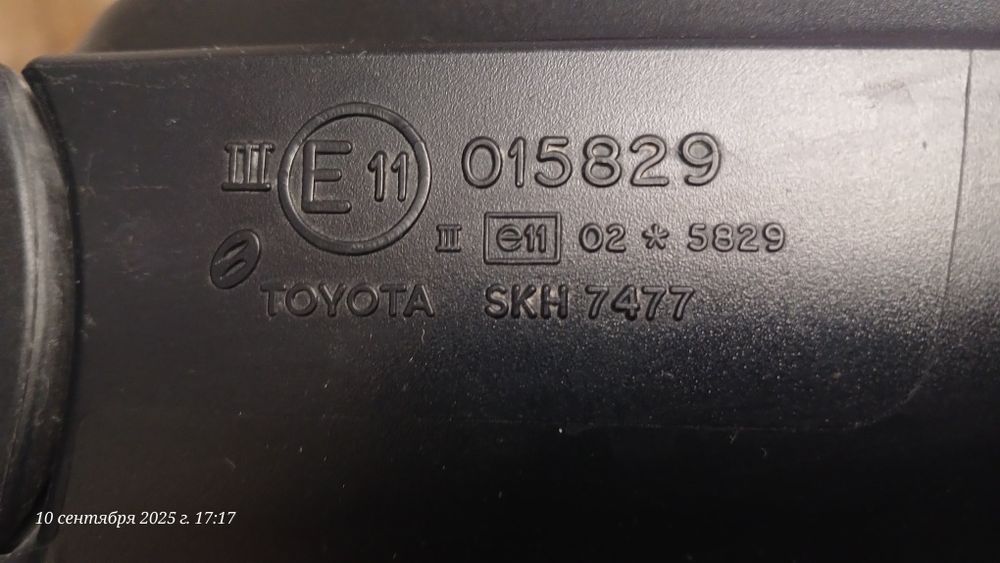 III E 11 015829
II e11 02 * 5829
TOYOTA SKH 7477
10 сентября 2025 г. 17:17